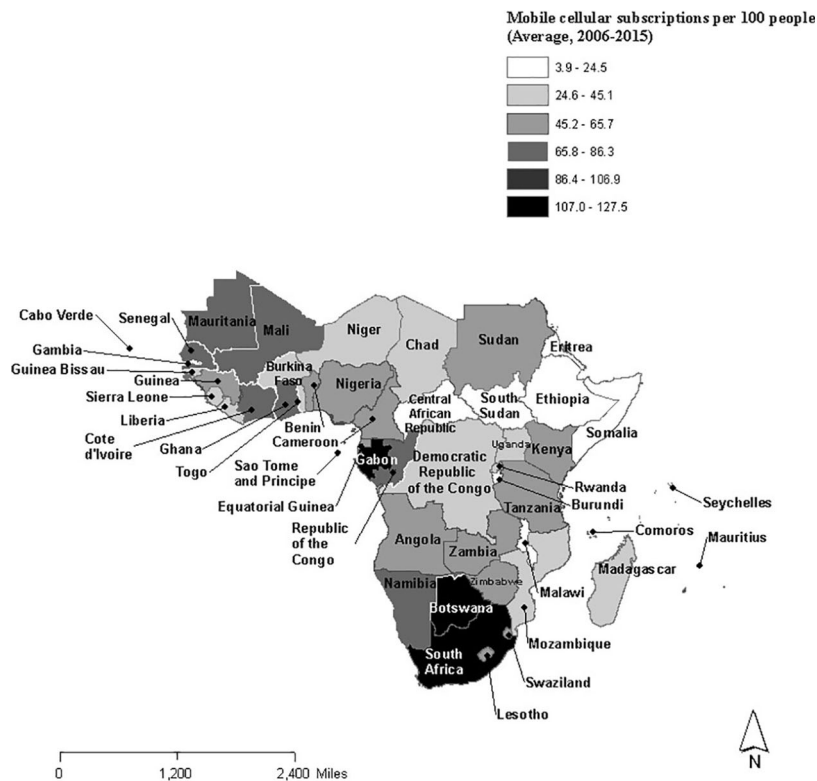 Mobile cellular subscriptions per 100 people
(Average, 2006-2015)
3.9 - 24.5
24.6 - 45.1
45.2 - 65.7
65.8 - 86.3
86.4 - 106.9
107.0 - 127.5
Cabo Verde
Senegal
Mauritania
Mali
Niger
Chad
Sudan
Eritrea
Gambia
Guinea Bissau
Guinea
Sierra Leone
Liberia
Cote
d'Ivoire
Ghana
Togo
Burkina
Faso
Nigeria
Benin
Cameroon
Central
African
Republic
South
Sudan
Ethiopia
Somalia
Sao Tome
and Principe
Gabon
Equatorial Guinea
Republic
of the
Congo
Democratic
Republic
of the Congo
Uganda
Kenya
Rwanda
Burundi
Tanzania
Seychelles
Comoros
Mauritius
Angola
Zambia
Malawi
Madagascar
Namibia
Zimbabwe
Botswana
Mozambique
South
Africa
Swaziland
Lesotho
0
1,200
2,400 Miles
N